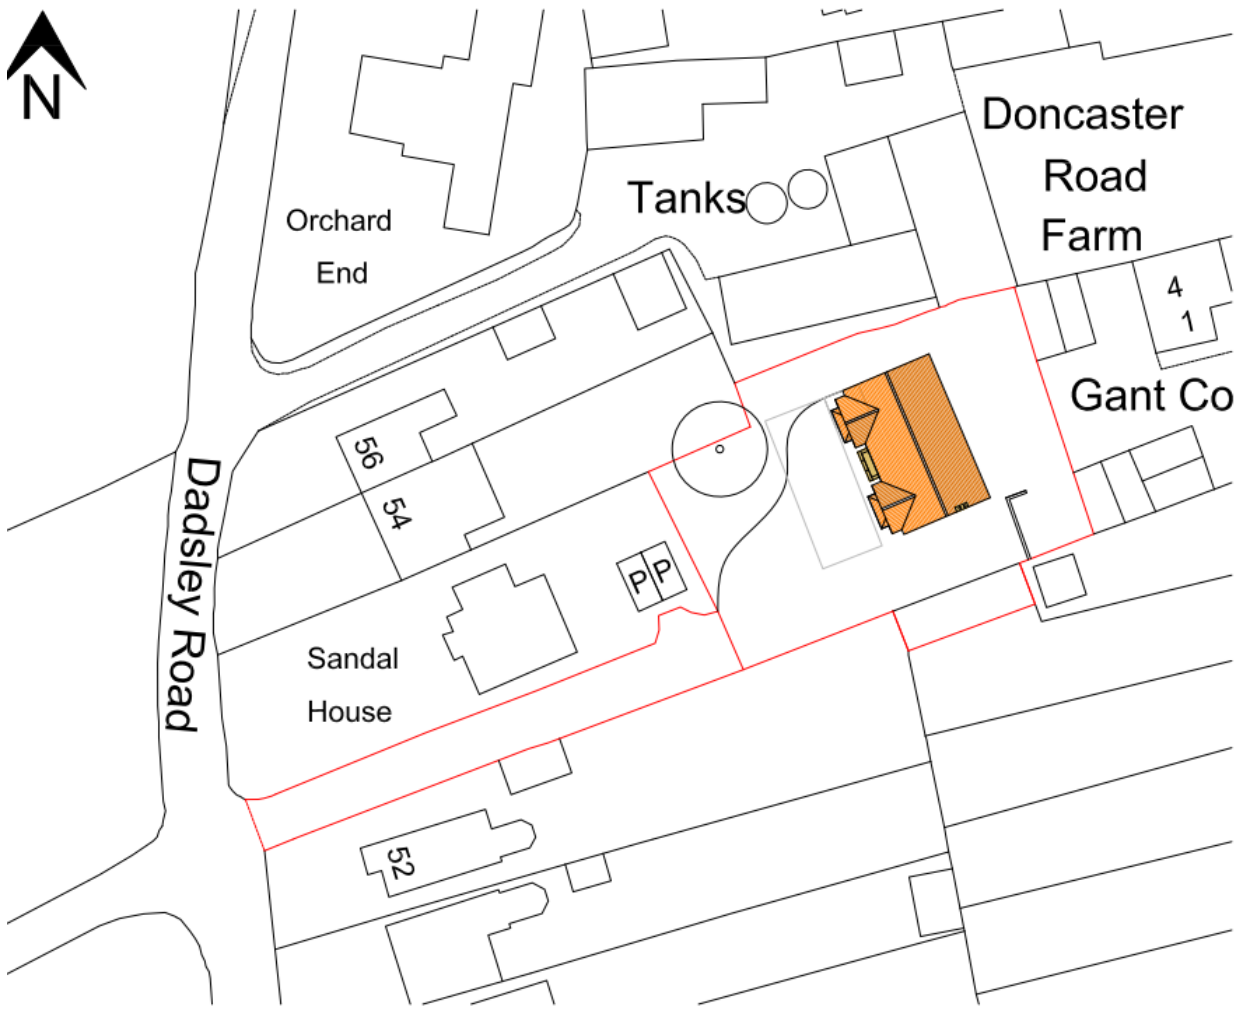 N
Doncaster
Road
Farm
Tanks
Orchard
End
4
1
Gant Co
56
54
Dadsley Road
P P
Sandal
House
52